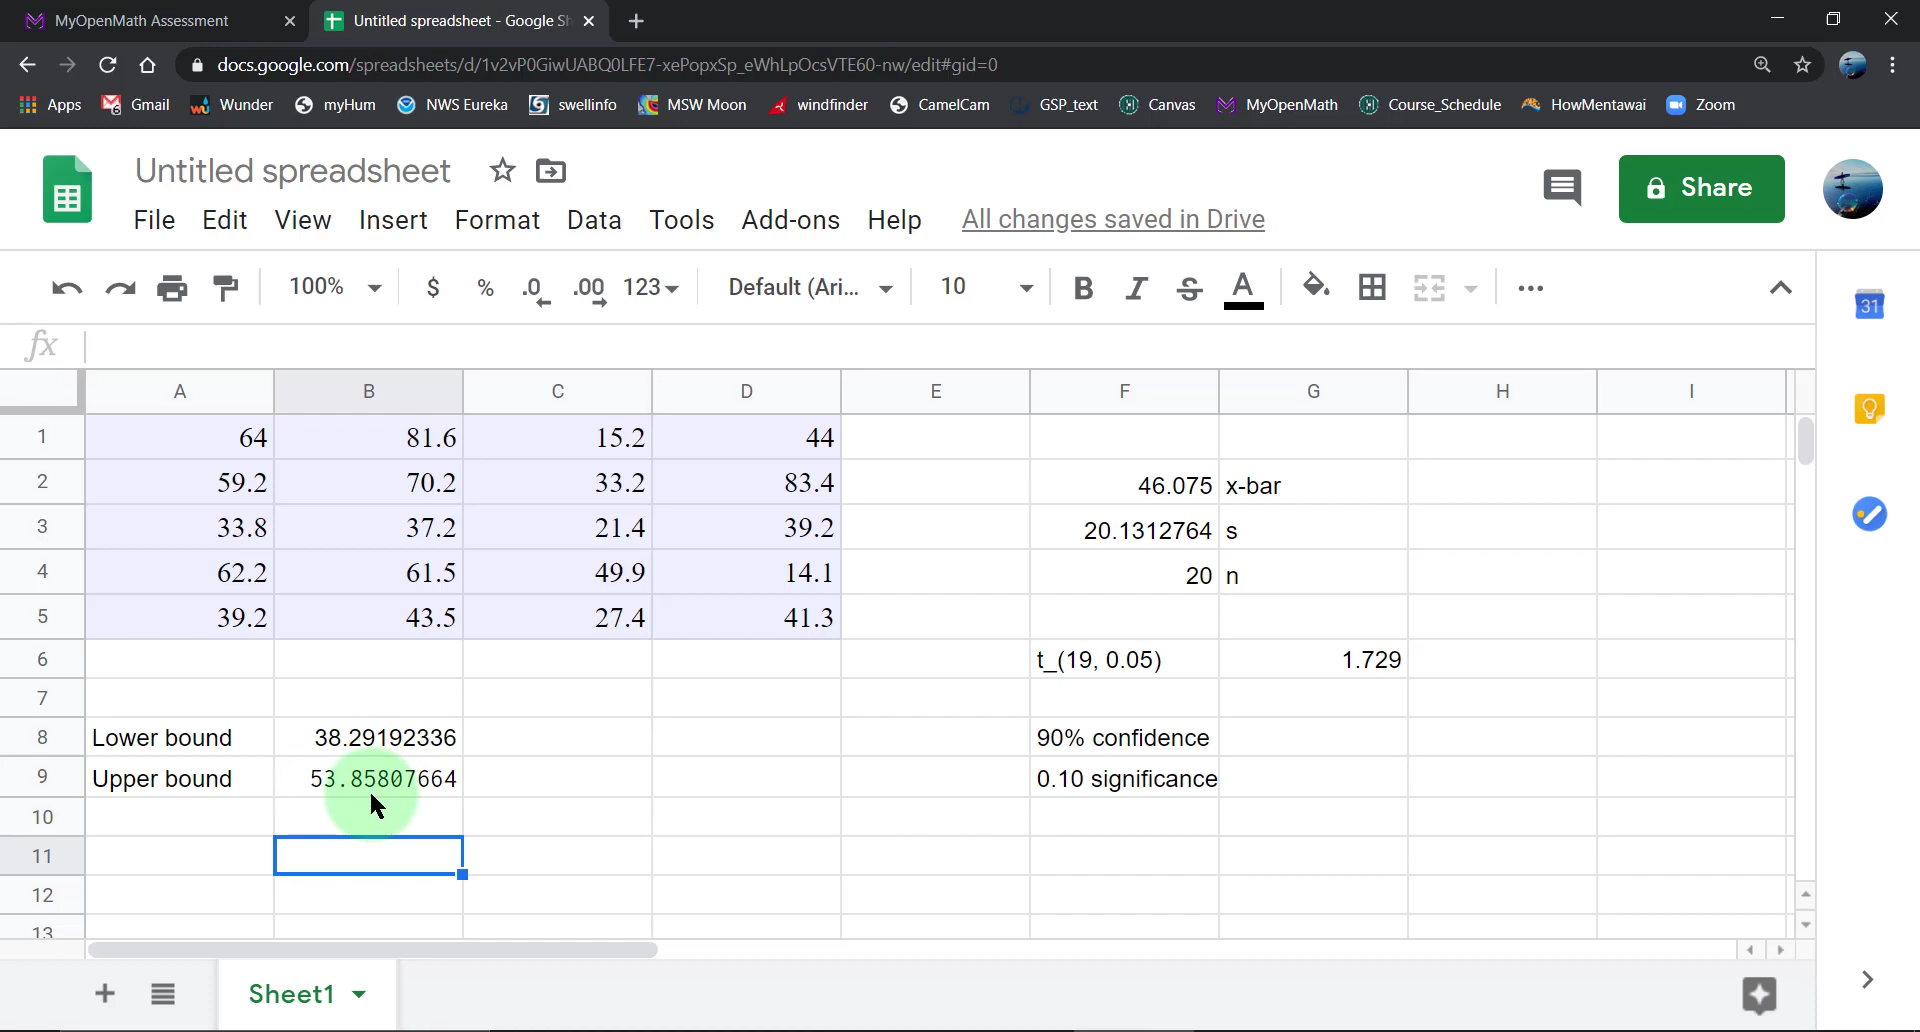 MyOpenMath Assessment
Untitled spreadsheet - Google Sh
docs.google.com/spreadsheets/d/1v2vP0GiwUABQ0LFE7-xePopxSp_eWhLpOcsVTE60-nw/edit#gid=0
Apps Gmail Wunder myHum NWS Eureka swellinfo MSW Moon windfinder CamelCam GSP_text Canvas MyOpenMath Course_Schedule HowMentawai Zoom
Untitled spreadsheet
Share
File Edit View Insert Format Data Tools Add-ons Help All changes saved in Drive
100% $ % .0 .00 123 Default (Ari... 10 B I S A
31
fx
A B C D E F G H I
1 64 81.6 15.2 44
2 59.2 70.2 33.2 83.4 46.075 x-bar
3 33.8 37.2 21.4 39.2 20.1312764 s
4 62.2 61.5 49.9 14.1 20 n
5 39.2 43.5 27.4 41.3
6 t_(19, 0.05) 1.729
7
8 Lower bound 38.29192336 90% confidence
9 Upper bound 53.85807664 0.10 significance
10
11
12
13
Sheet1